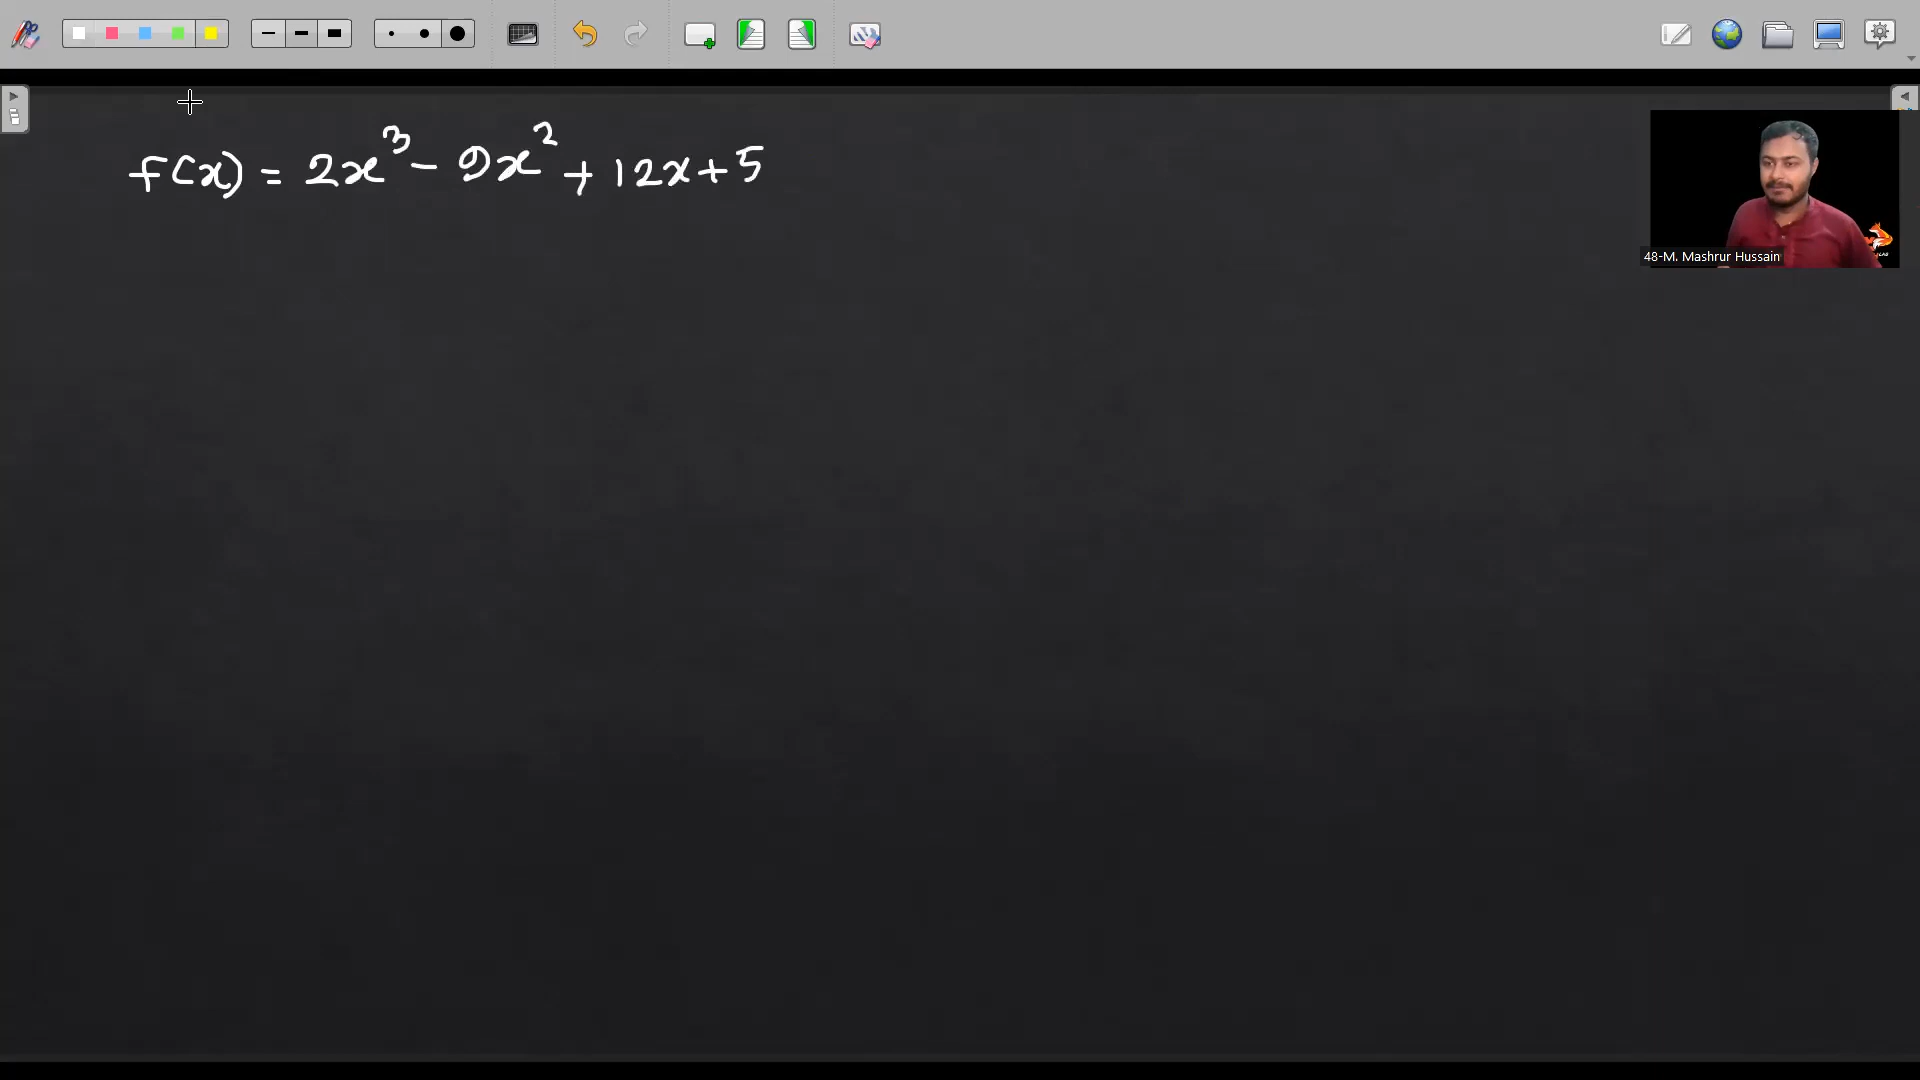 f(x) = 2x³ - 9x² + 12x + 5
48-M. Mashrur Hussain